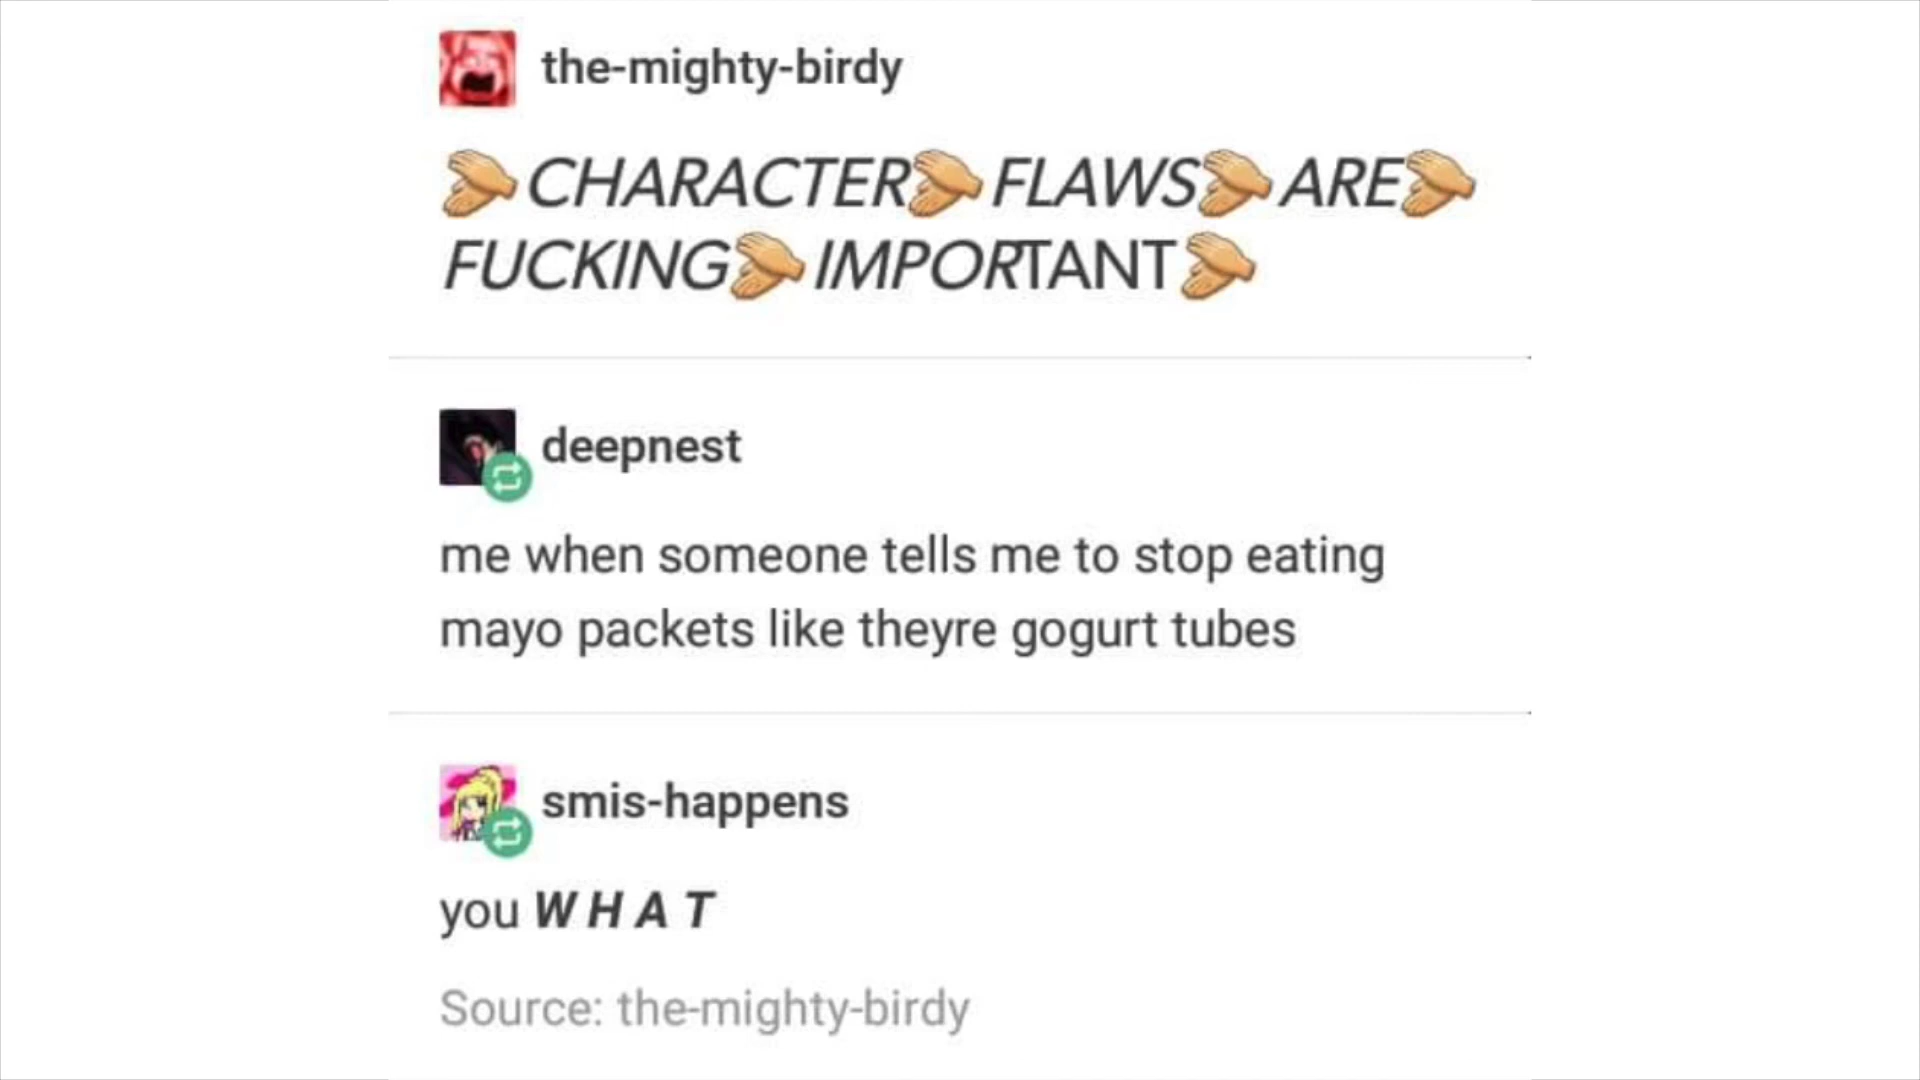 the-mighty-birdy
👏CHARACTER👏FLAWS👏ARE👏
FUCKING👏IMPORTANT👏
deepnest
me when someone tells me to stop eating
mayo packets like theyre gogurt tubes
smis-happens
you W H A T
Source: the-mighty-birdy